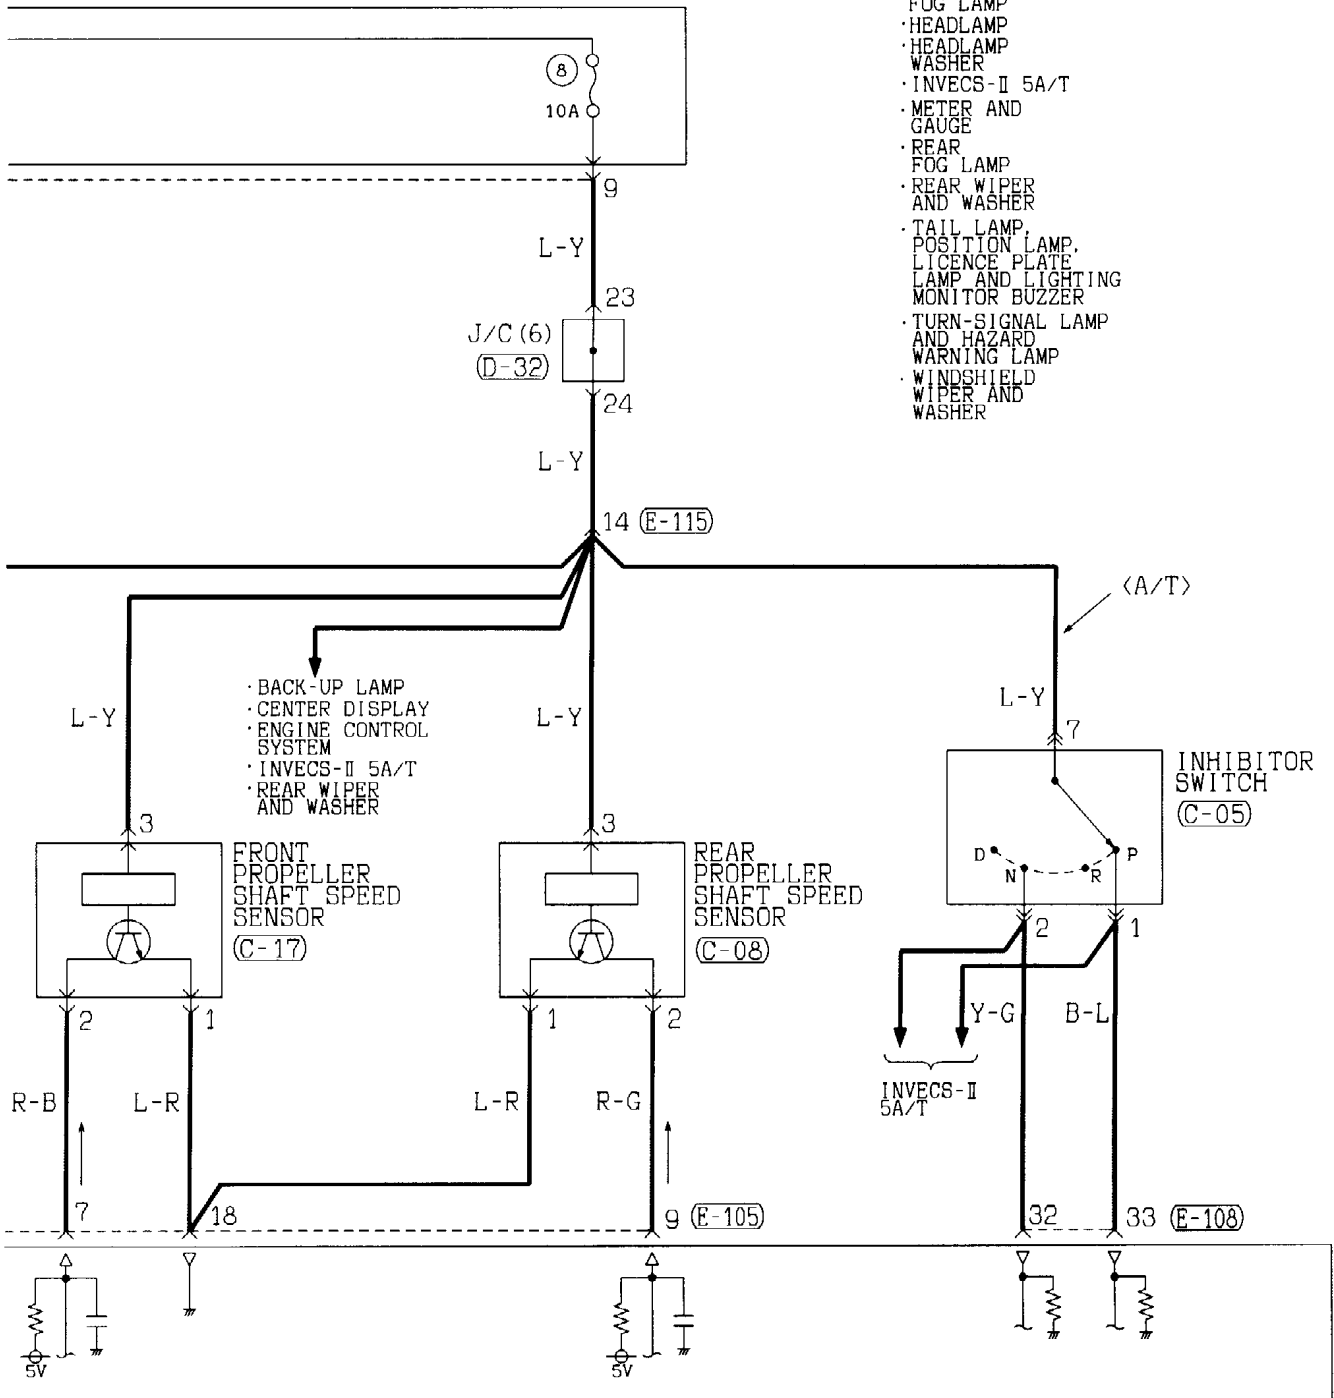 FOG LAMP
·HEADLAMP
·HEADLAMP
WASHER
·INVECS-Ⅱ 5A/T
·METER AND
GAUGE
·REAR
FOG LAMP
·REAR WIPER
AND WASHER
·TAIL LAMP,
POSITION LAMP,
LICENCE PLATE
LAMP AND LIGHTING
MONITOR BUZZER
·TURN-SIGNAL LAMP
AND HAZARD
WARNING LAMP
·WINDSHIELD
WIPER AND
WASHER
8
10A
9
L-Y
23
J/C(6)
D-32
24
L-Y
14 E-115
<A/T>
·BACK-UP LAMP
·CENTER DISPLAY
·ENGINE CONTROL
SYSTEM
·INVECS-Ⅱ 5A/T
·REAR WIPER
AND WASHER
L-Y
L-Y
L-Y
7
INHIBITOR
SWITCH
C-05
D
N
R
P
3
FRONT
PROPELLER
SHAFT SPEED
SENSOR
C-17
3
REAR
PROPELLER
SHAFT SPEED
SENSOR
C-08
2
1
1
2
2
1
Y-G
B-L
INVECS-Ⅱ
5A/T
R-B
L-R
L-R
R-G
7
18
9 E-105
32
33 E-108
5V
5V